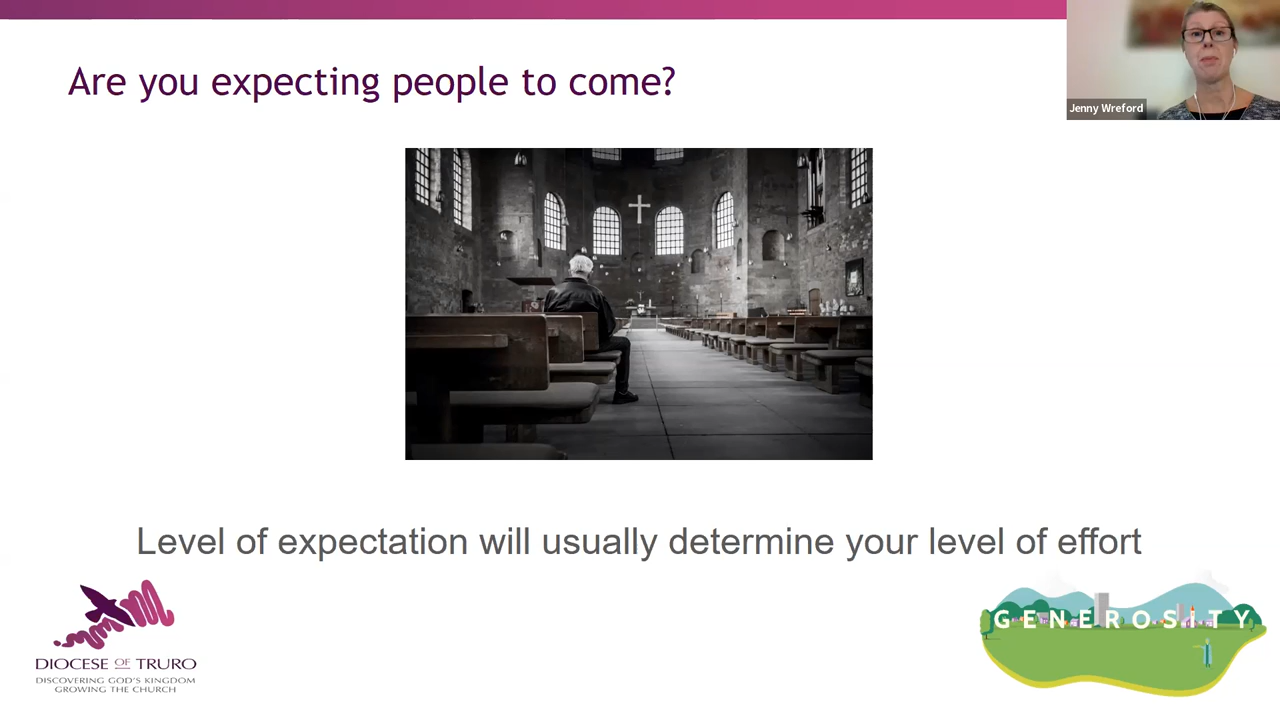 Are you expecting people to come?
Jenny Wreford
Level of expectation will usually determine your level of effort
DIOCESE OF TRURO
DISCOVERING GOD'S KINGDOM
GROWING THE CHURCH
GENEROSITY